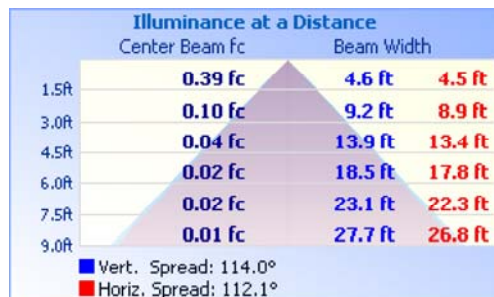 Illuminance at a Distance
Center Beam fc Beam Width
1.5ft 0.39 fc 4.6 ft 4.5 ft
3.0ft 0.10 fc 9.2 ft 8.9 ft
4.5ft 0.04 fc 13.9 ft 13.4 ft
6.0ft 0.02 fc 18.5 ft 17.8 ft
7.5ft 0.02 fc 23.1 ft 22.3 ft
9.0ft 0.01 fc 27.7 ft 26.8 ft
Vert. Spread: 114.0°
Horiz. Spread: 112.1°